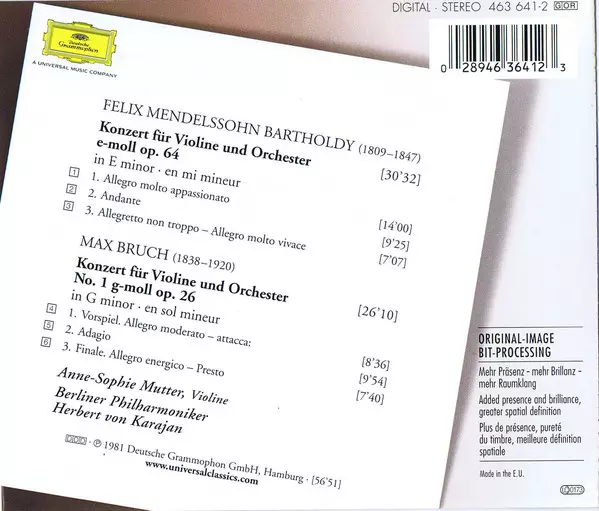 DIGITAL · STEREO 463 641-2 GOR
Deutsche
Grammophon
A UNIVERSAL MUSIC COMPANY
0 28946 36412 3
FELIX MENDELSSOHN BARTHOLDY (1809–1847)
Konzert für Violine und Orchester
e-moll op. 64 [30'32]
in E minor · en mi mineur
1 1. Allegro molto appassionato [14'00]
2 2. Andante [9'25]
3 3. Allegretto non troppo – Allegro molto vivace [7'07]
MAX BRUCH (1838–1920)
Konzert für Violine und Orchester
No. 1 g-moll op. 26 [26'10]
in G minor · en sol mineur
4 1. Vorspiel. Allegro moderato – attacca: [8'36]
5 2. Adagio [9'54]
6 3. Finale. Allegro energico – Presto [7'40]
Anne-Sophie Mutter, Violine
Berliner Philharmoniker
Herbert von Karajan
DDD · ℗ 1981 Deutsche Grammophon GmbH, Hamburg · [56'51]
www.universalclassics.com
ORIGINAL-IMAGE
BIT-PROCESSING
Mehr Präsenz - mehr Brillanz -
mehr Raumklang
Added presence and brilliance,
greater spatial definition
Plus de présence, pureté
du timbre, meilleure définition
spatiale
Made in the E.U.
LC 0173